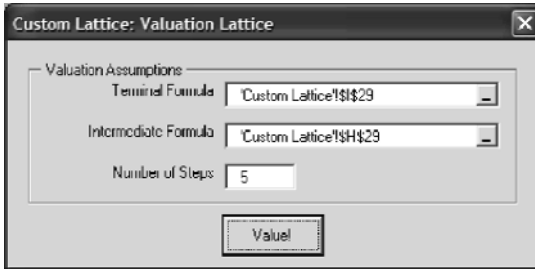 Custom Lattice: Valuation Lattice
Valuation Assumptions
Terminal Formula 'Custom Lattice'!$I$29
Intermediate Formula 'Custom Lattice'!$H$29
Number of Steps 5
Value!